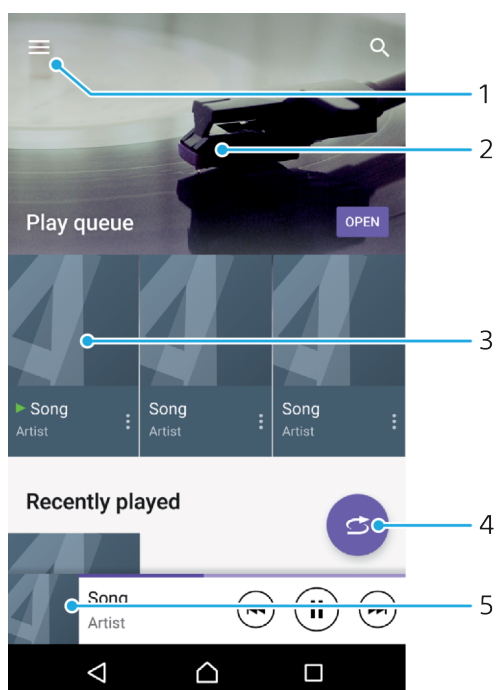 1
2
Play queue
OPEN
3
Song
Artist
Song
Artist
Song
Artist
Recently played
4
Song
Artist
5